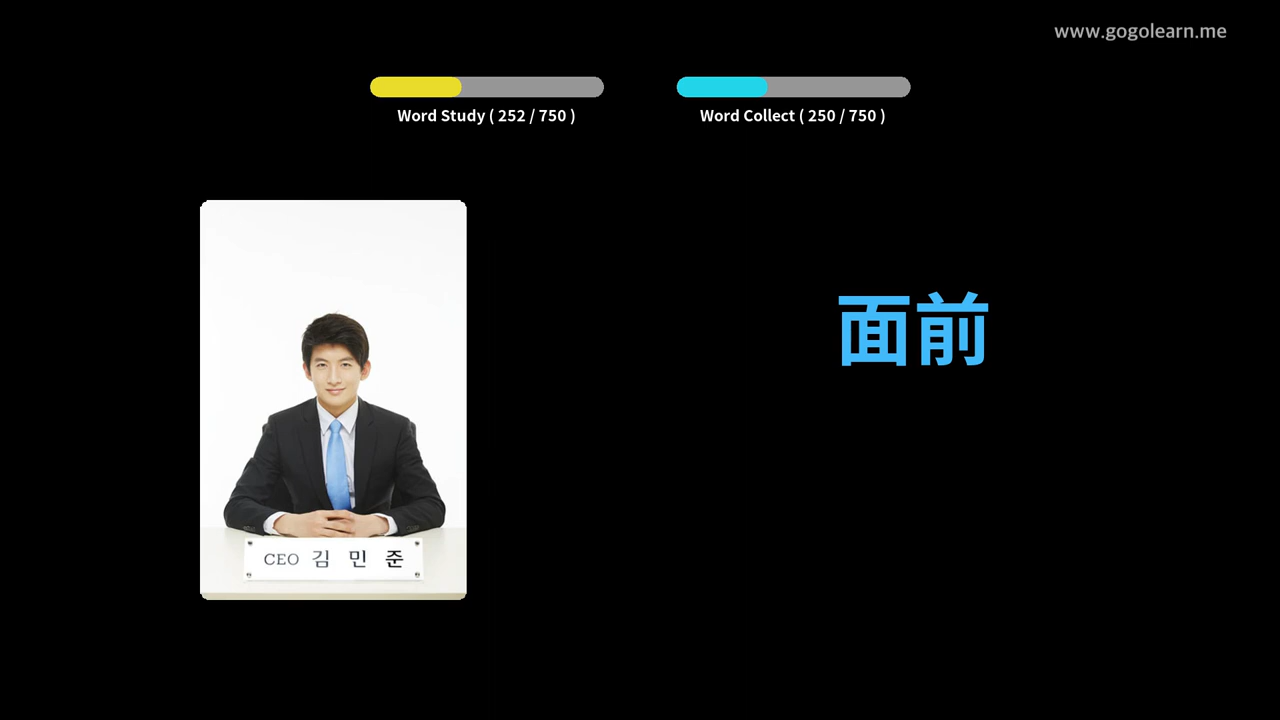 www.gogolearn.me
Word Study ( 252 / 750 )
Word Collect ( 250 / 750 )
面前
CEO 김 민 준